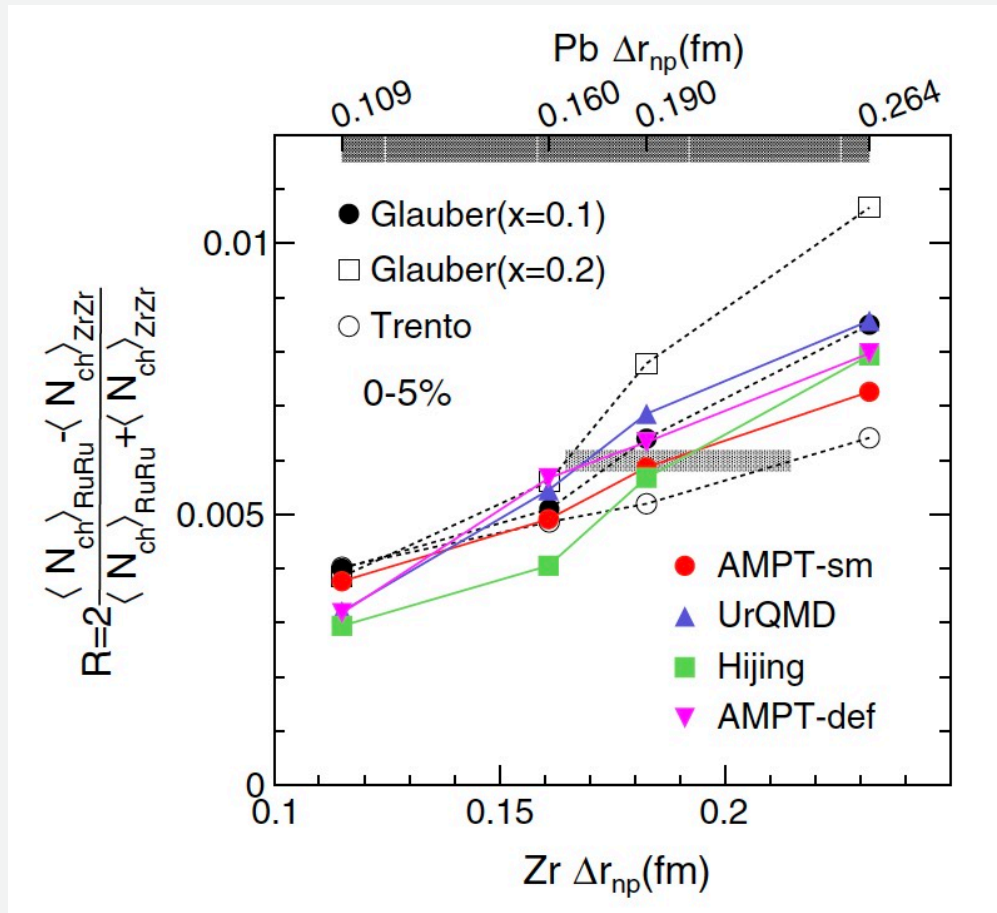 Pb Δr_np(fm)
0.109 0.160 0.190 0.264
Glauber(x=0.1)
Glauber(x=0.2)
Trento
0-5%
0.01
0.005
0
R=2 ⟨N_ch⟩_RuRu -⟨N_ch⟩_ZrZr
⟨N_ch⟩_RuRu +⟨N_ch⟩_ZrZr
AMPT-sm
UrQMD
Hijing
AMPT-def
0.1 0.15 0.2
Zr Δr_np(fm)